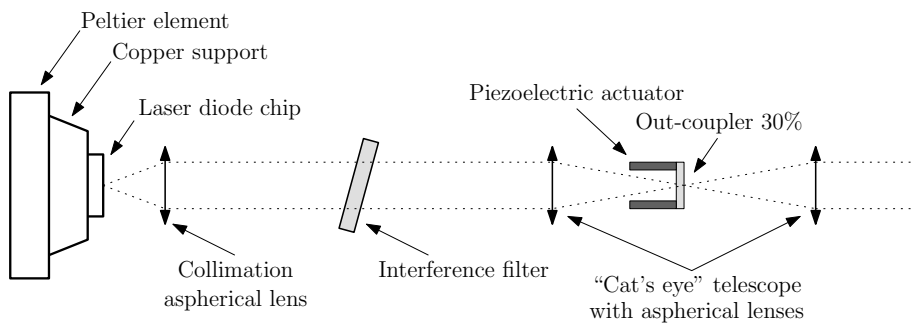 Peltier element
Copper support
Laser diode chip
Piezoelectric actuator
Out-coupler 30%
Collimation
aspherical lens
Interference filter
“Cat's eye” telescope
with aspherical lenses